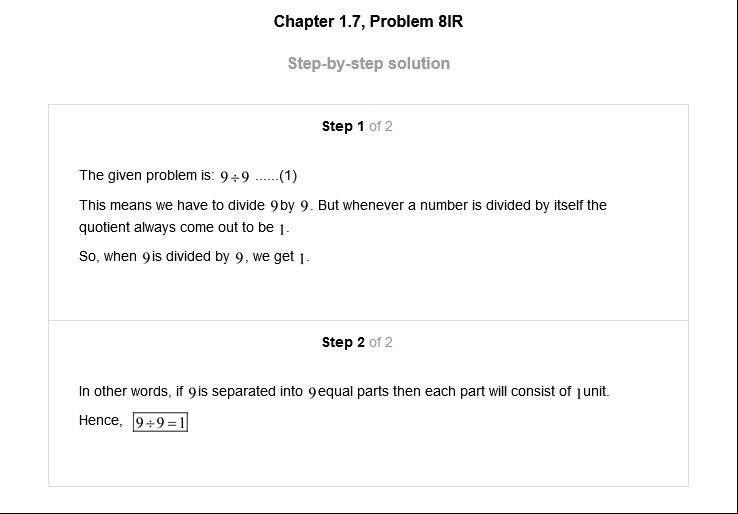 Chapter 1.7, Problem 8IR
Step-by-step solution
Step 1 of 2
The given problem is: 9÷9 ......(1)
This means we have to divide 9 by 9. But whenever a number is divided by itself the
quotient always come out to be 1.
So, when 9 is divided by 9, we get 1.
Step 2 of 2
In other words, if 9 is separated into 9 equal parts then each part will consist of 1 unit.
Hence, 9÷9=1